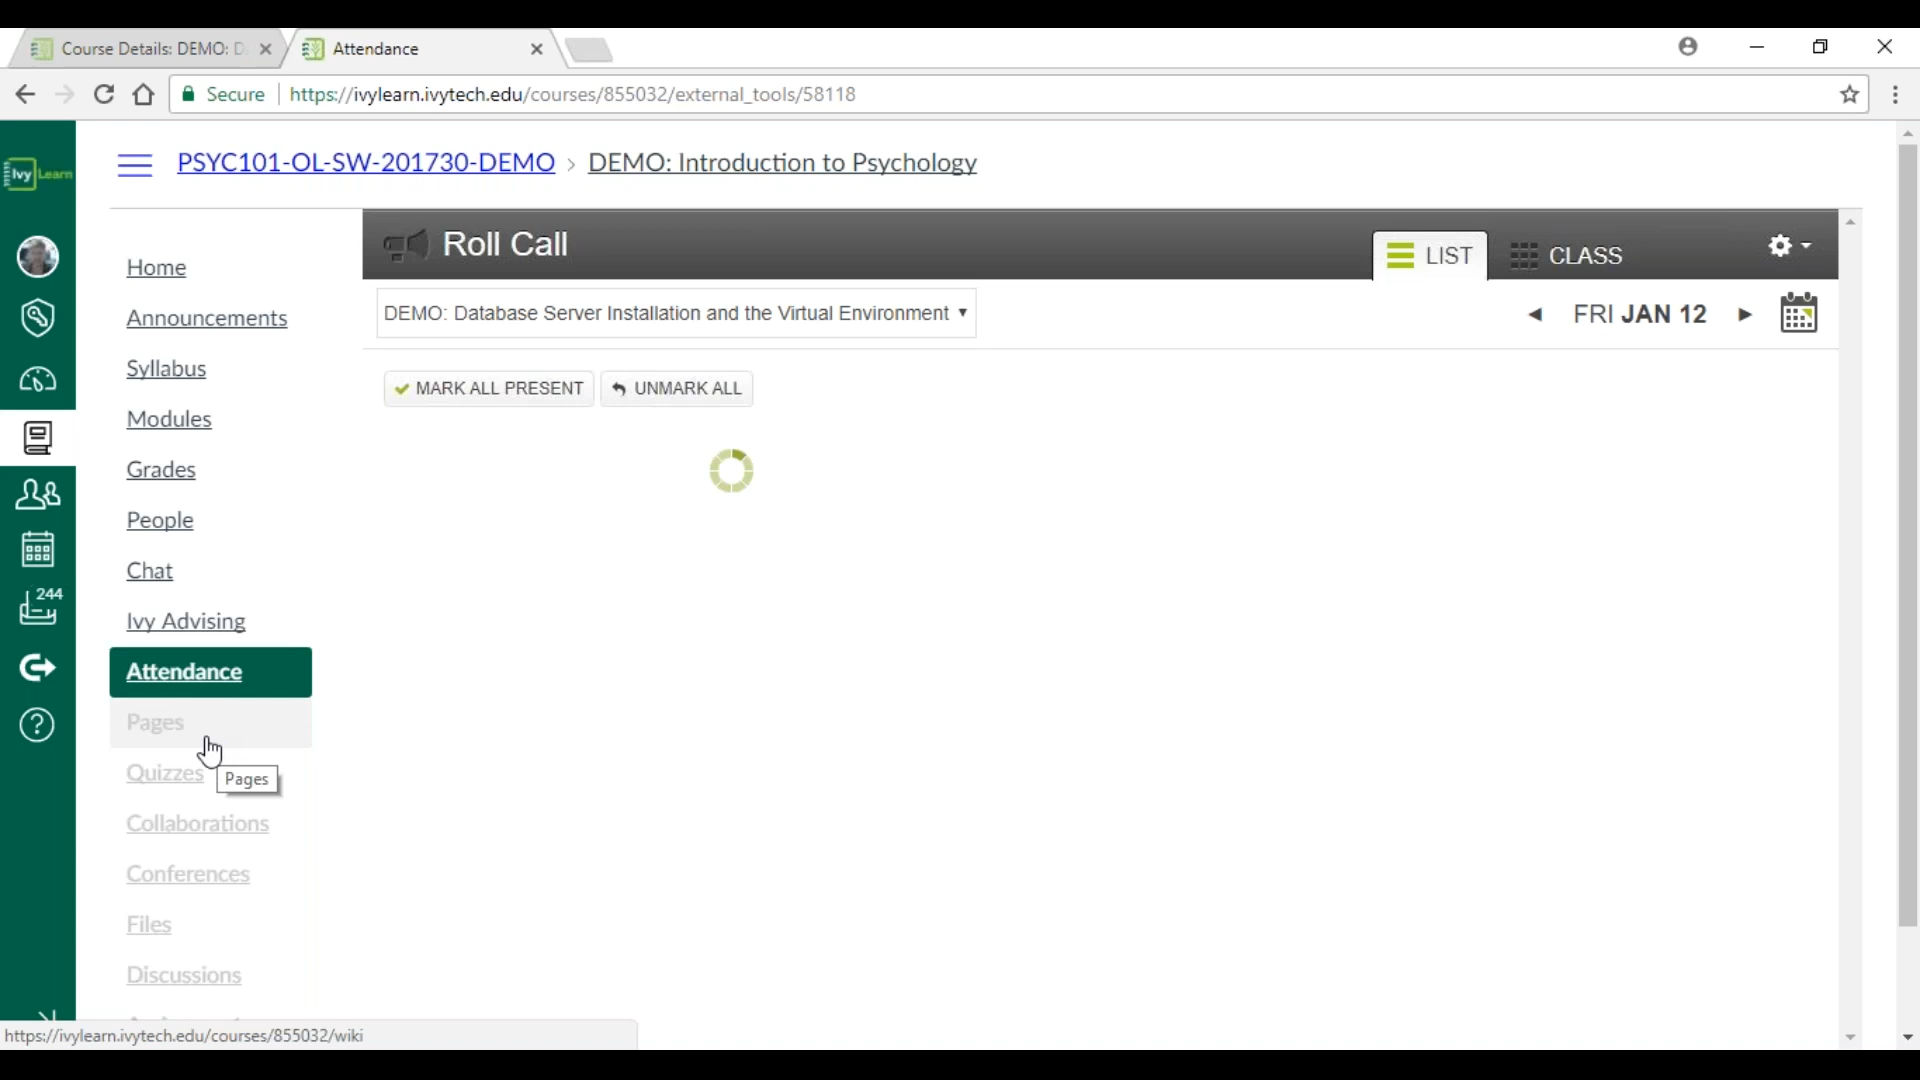 Course Details: DEMO: D
Attendance
Secure
https://ivylearn.ivytech.edu/courses/855032/external_tools/58118
Ivy Learn
PSYC101-OL-SW-201730-DEMO > DEMO: Introduction to Psychology
Home
Announcements
Syllabus
Modules
Grades
People
Chat
Ivy Advising
Attendance
Pages
Quizzes
Collaborations
Conferences
Files
Discussions
244
Roll Call
LIST
CLASS
DEMO: Database Server Installation and the Virtual Environment
FRI JAN 12
MARK ALL PRESENT
UNMARK ALL
Pages
https://ivylearn.ivytech.edu/courses/855032/wiki